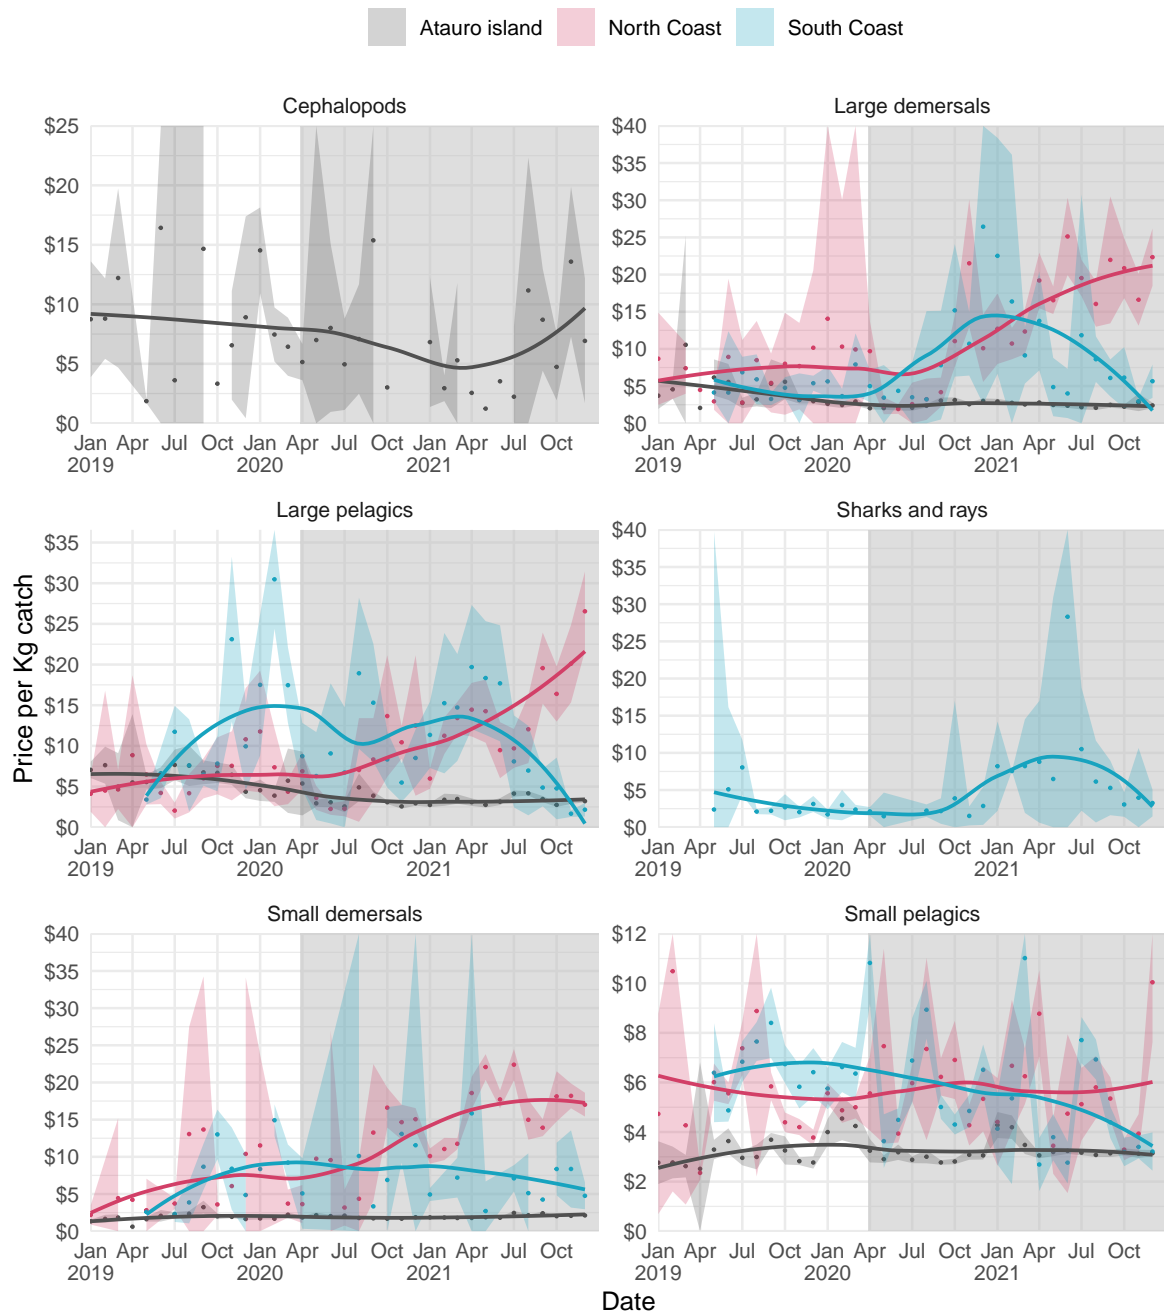 Atauro island North Coast South Coast
Cephalopods Large demersals
$25
$20
$15
$10
$5
$0
Jan Apr Jul Oct Jan Apr Jul Oct Jan Apr Jul Oct
2019 2020 2021
$40
$35
$30
$25
$20
$15
$10
$5
$0
Jan Apr Jul Oct Jan Apr Jul Oct Jan Apr Jul Oct
2019 2020 2021
Large pelagics Sharks and rays
Price per Kg catch
$35
$30
$25
$20
$15
$10
$5
$0
Jan Apr Jul Oct Jan Apr Jul Oct Jan Apr Jul Oct
2019 2020 2021
$40
$35
$30
$25
$20
$15
$10
$5
$0
Jan Apr Jul Oct Jan Apr Jul Oct Jan Apr Jul Oct
2019 2020 2021
Small demersals Small pelagics
$40
$35
$30
$25
$20
$15
$10
$5
$0
Jan Apr Jul Oct Jan Apr Jul Oct Jan Apr Jul Oct
2019 2020 2021
$12
$10
$8
$6
$4
$2
$0
Jan Apr Jul Oct Jan Apr Jul Oct Jan Apr Jul Oct
2019 2020 2021
Date